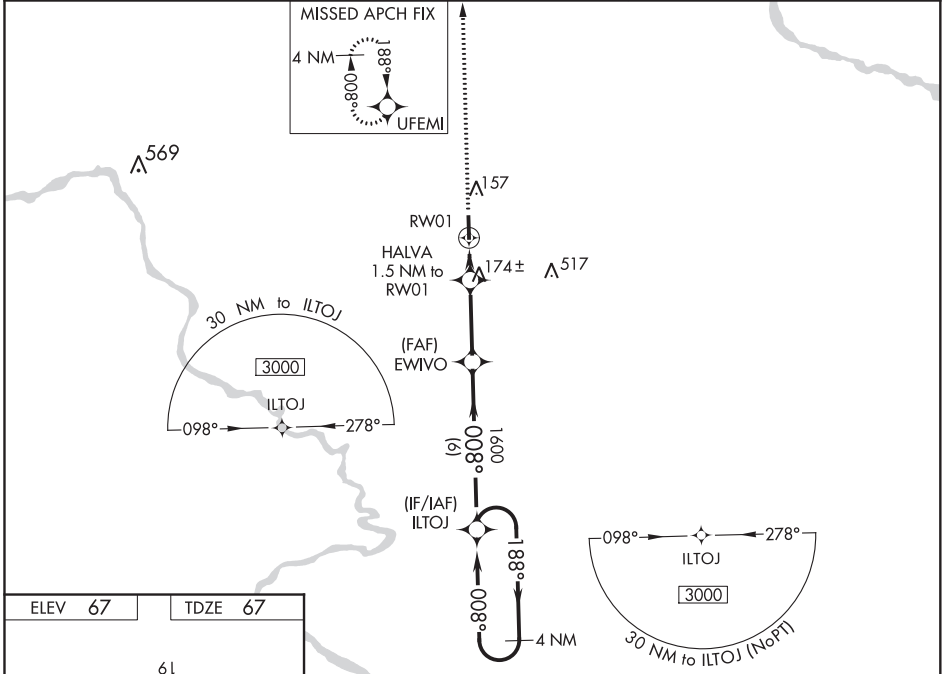 MISSED APCH FIX
4 NM
188°
008°
UFEMI
569
157
RW01
HALVA
1.5 NM to
RW01
174±
517
30 NM to ILTOJ
3000
ILTOJ
098°
278°
(FAF)
EWIVO
008°
1600
(6)
(IF/IAF)
ILTOJ
188°
008°
4 NM
098°
278°
ILTOJ
3000
30 NM to ILTOJ (NoPT)
ELEV 67
TDZE 67
61